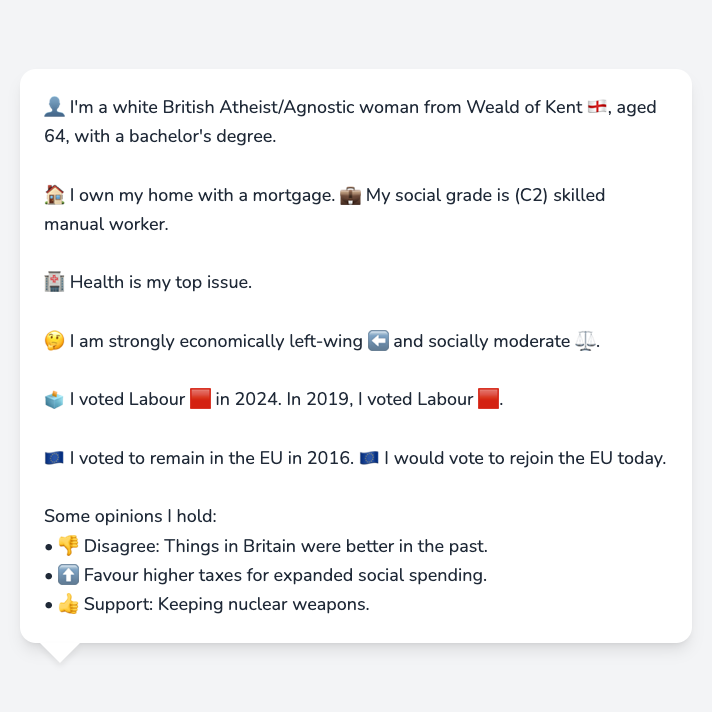 👤 I'm a white British Atheist/Agnostic woman from Weald of Kent 🏴󠁧󠁢󠁥󠁮󠁧󠁿, aged
64, with a bachelor's degree.
🏠 I own my home with a mortgage. 💼 My social grade is (C2) skilled
manual worker.
🏥 Health is my top issue.
🤔 I am strongly economically left-wing ⬅️ and socially moderate ⚖️.
🗳️ I voted Labour 🟥 in 2024. In 2019, I voted Labour 🟥.
🇪🇺 I voted to remain in the EU in 2016. 🇪🇺 I would vote to rejoin the EU today.
Some opinions I hold:
• 👎 Disagree: Things in Britain were better in the past.
• ⬆️ Favour higher taxes for expanded social spending.
• 👍 Support: Keeping nuclear weapons.